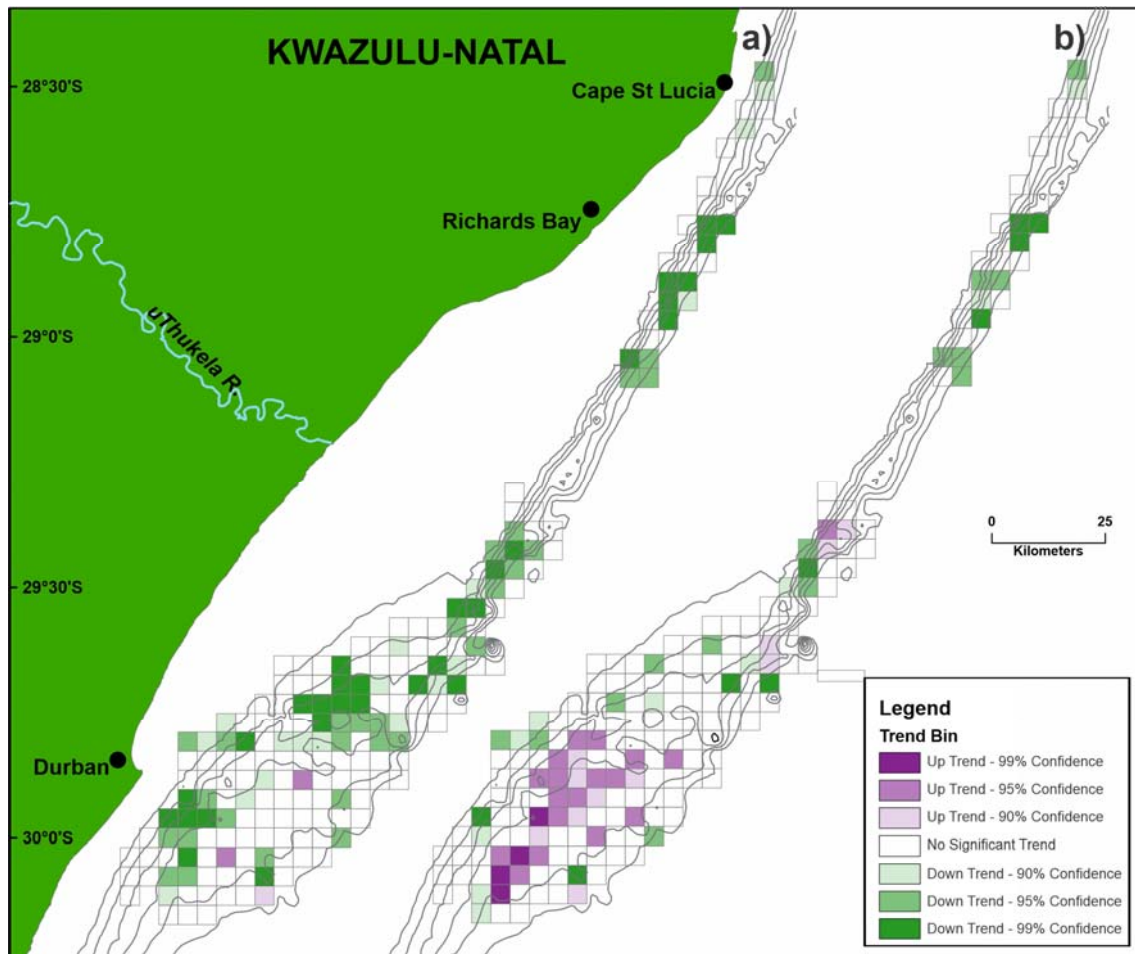 KWAZULU-NATAL
a)
b)
28°30'S
Cape St Lucia
Richards Bay
uThukela R.
29°0'S
0 25
Kilometers
29°30'S
Durban
30°0'S
Legend
Trend Bin
Up Trend - 99% Confidence
Up Trend - 95% Confidence
Up Trend - 90% Confidence
No Significant Trend
Down Trend - 90% Confidence
Down Trend - 95% Confidence
Down Trend - 99% Confidence